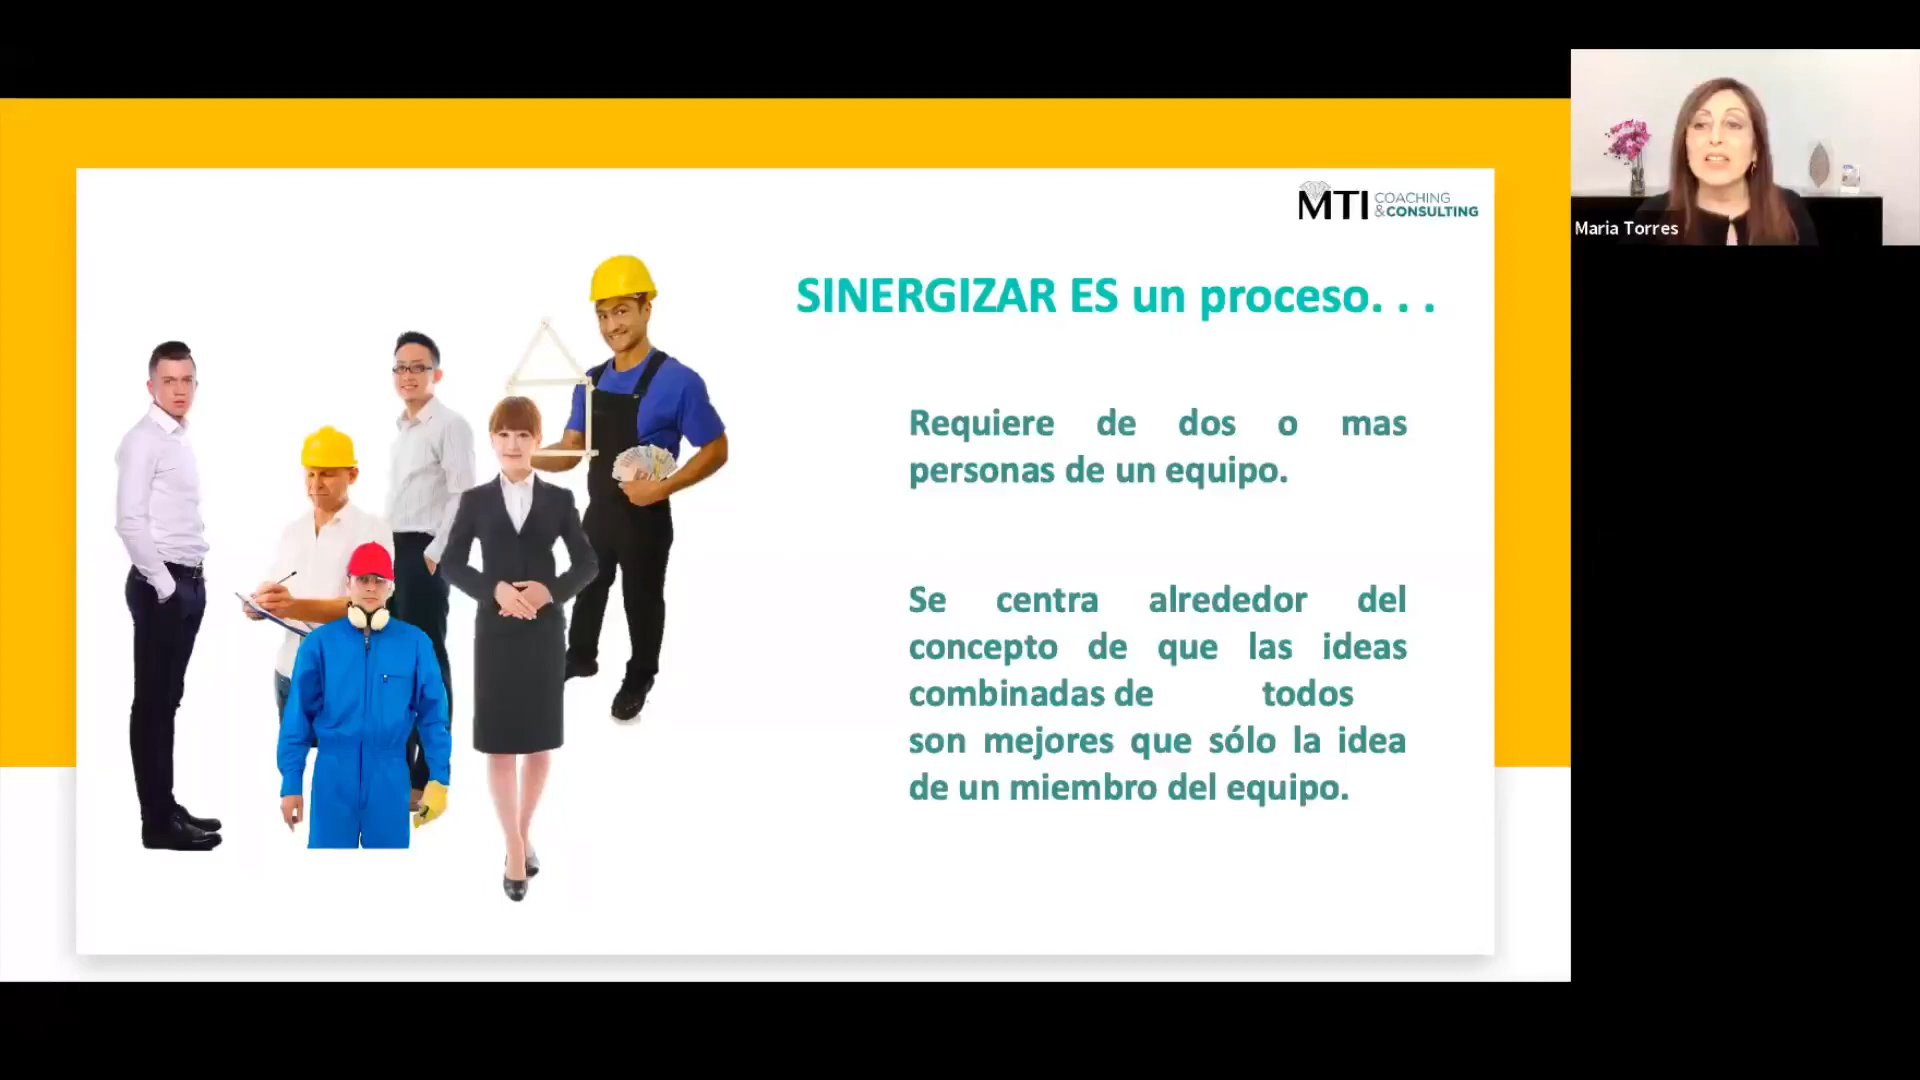 MTI COACHING
&CONSULTING
Maria Torres
SINERGIZAR ES un proceso. . .
Requiere de dos o mas
personas de un equipo.
Se centra alrededor del
concepto de que las ideas
combinadas de todos
son mejores que sólo la idea
de un miembro del equipo.